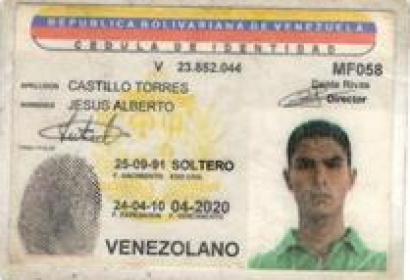 REPUBLICA BOLIVARIANA DE VENEZUELA
CEDULA DE IDENTIDAD
V 23.852.044 MF058
Dante Rivas
Director
APELLIDOS CASTILLO TORRES
NOMBRES JESUS ALBERTO
25-09-91 SOLTERO
F. NACIMIENTO EDO CIVIL
24-04-10 04-2020
F. EXPEDICION F. VENCIMIENTO
VENEZOLANO